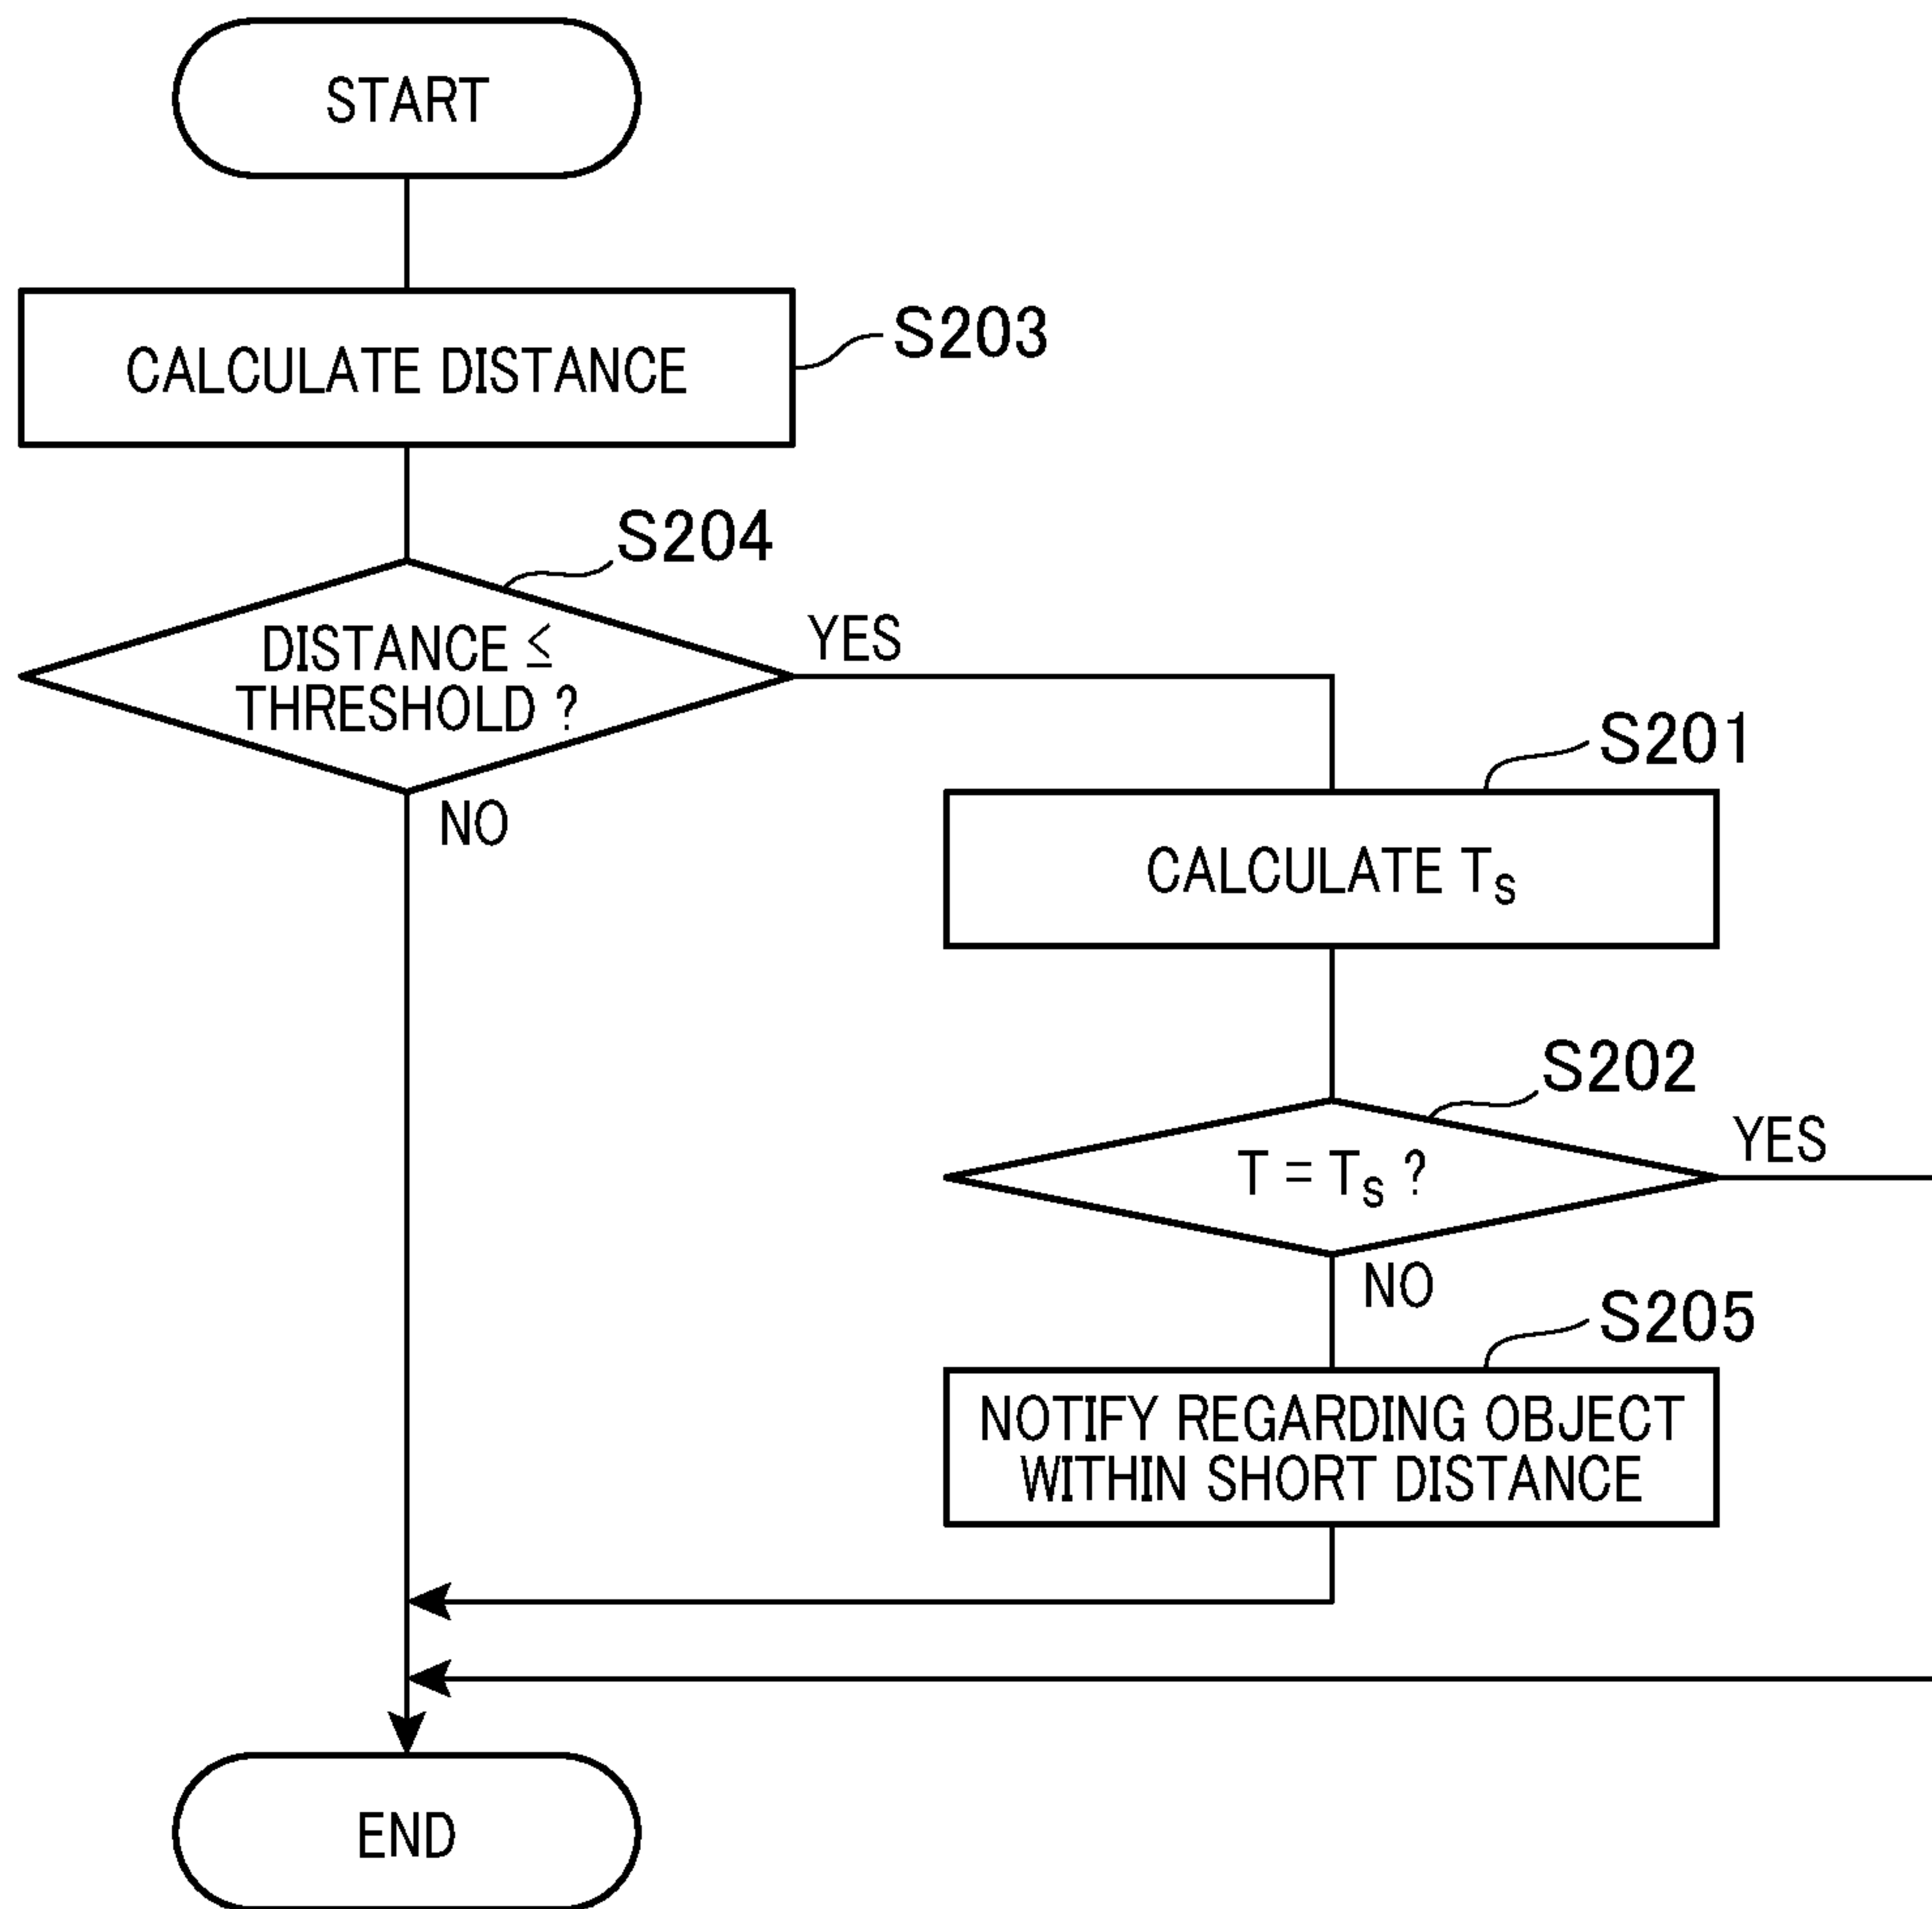 START
CALCULATE DISTANCE
S203
S204
DISTANCE ≤
THRESHOLD ?
YES
NO
S201
CALCULATE Ts
S202
T = Ts ?
YES
NO
S205
NOTIFY REGARDING OBJECT
WITHIN SHORT DISTANCE
END